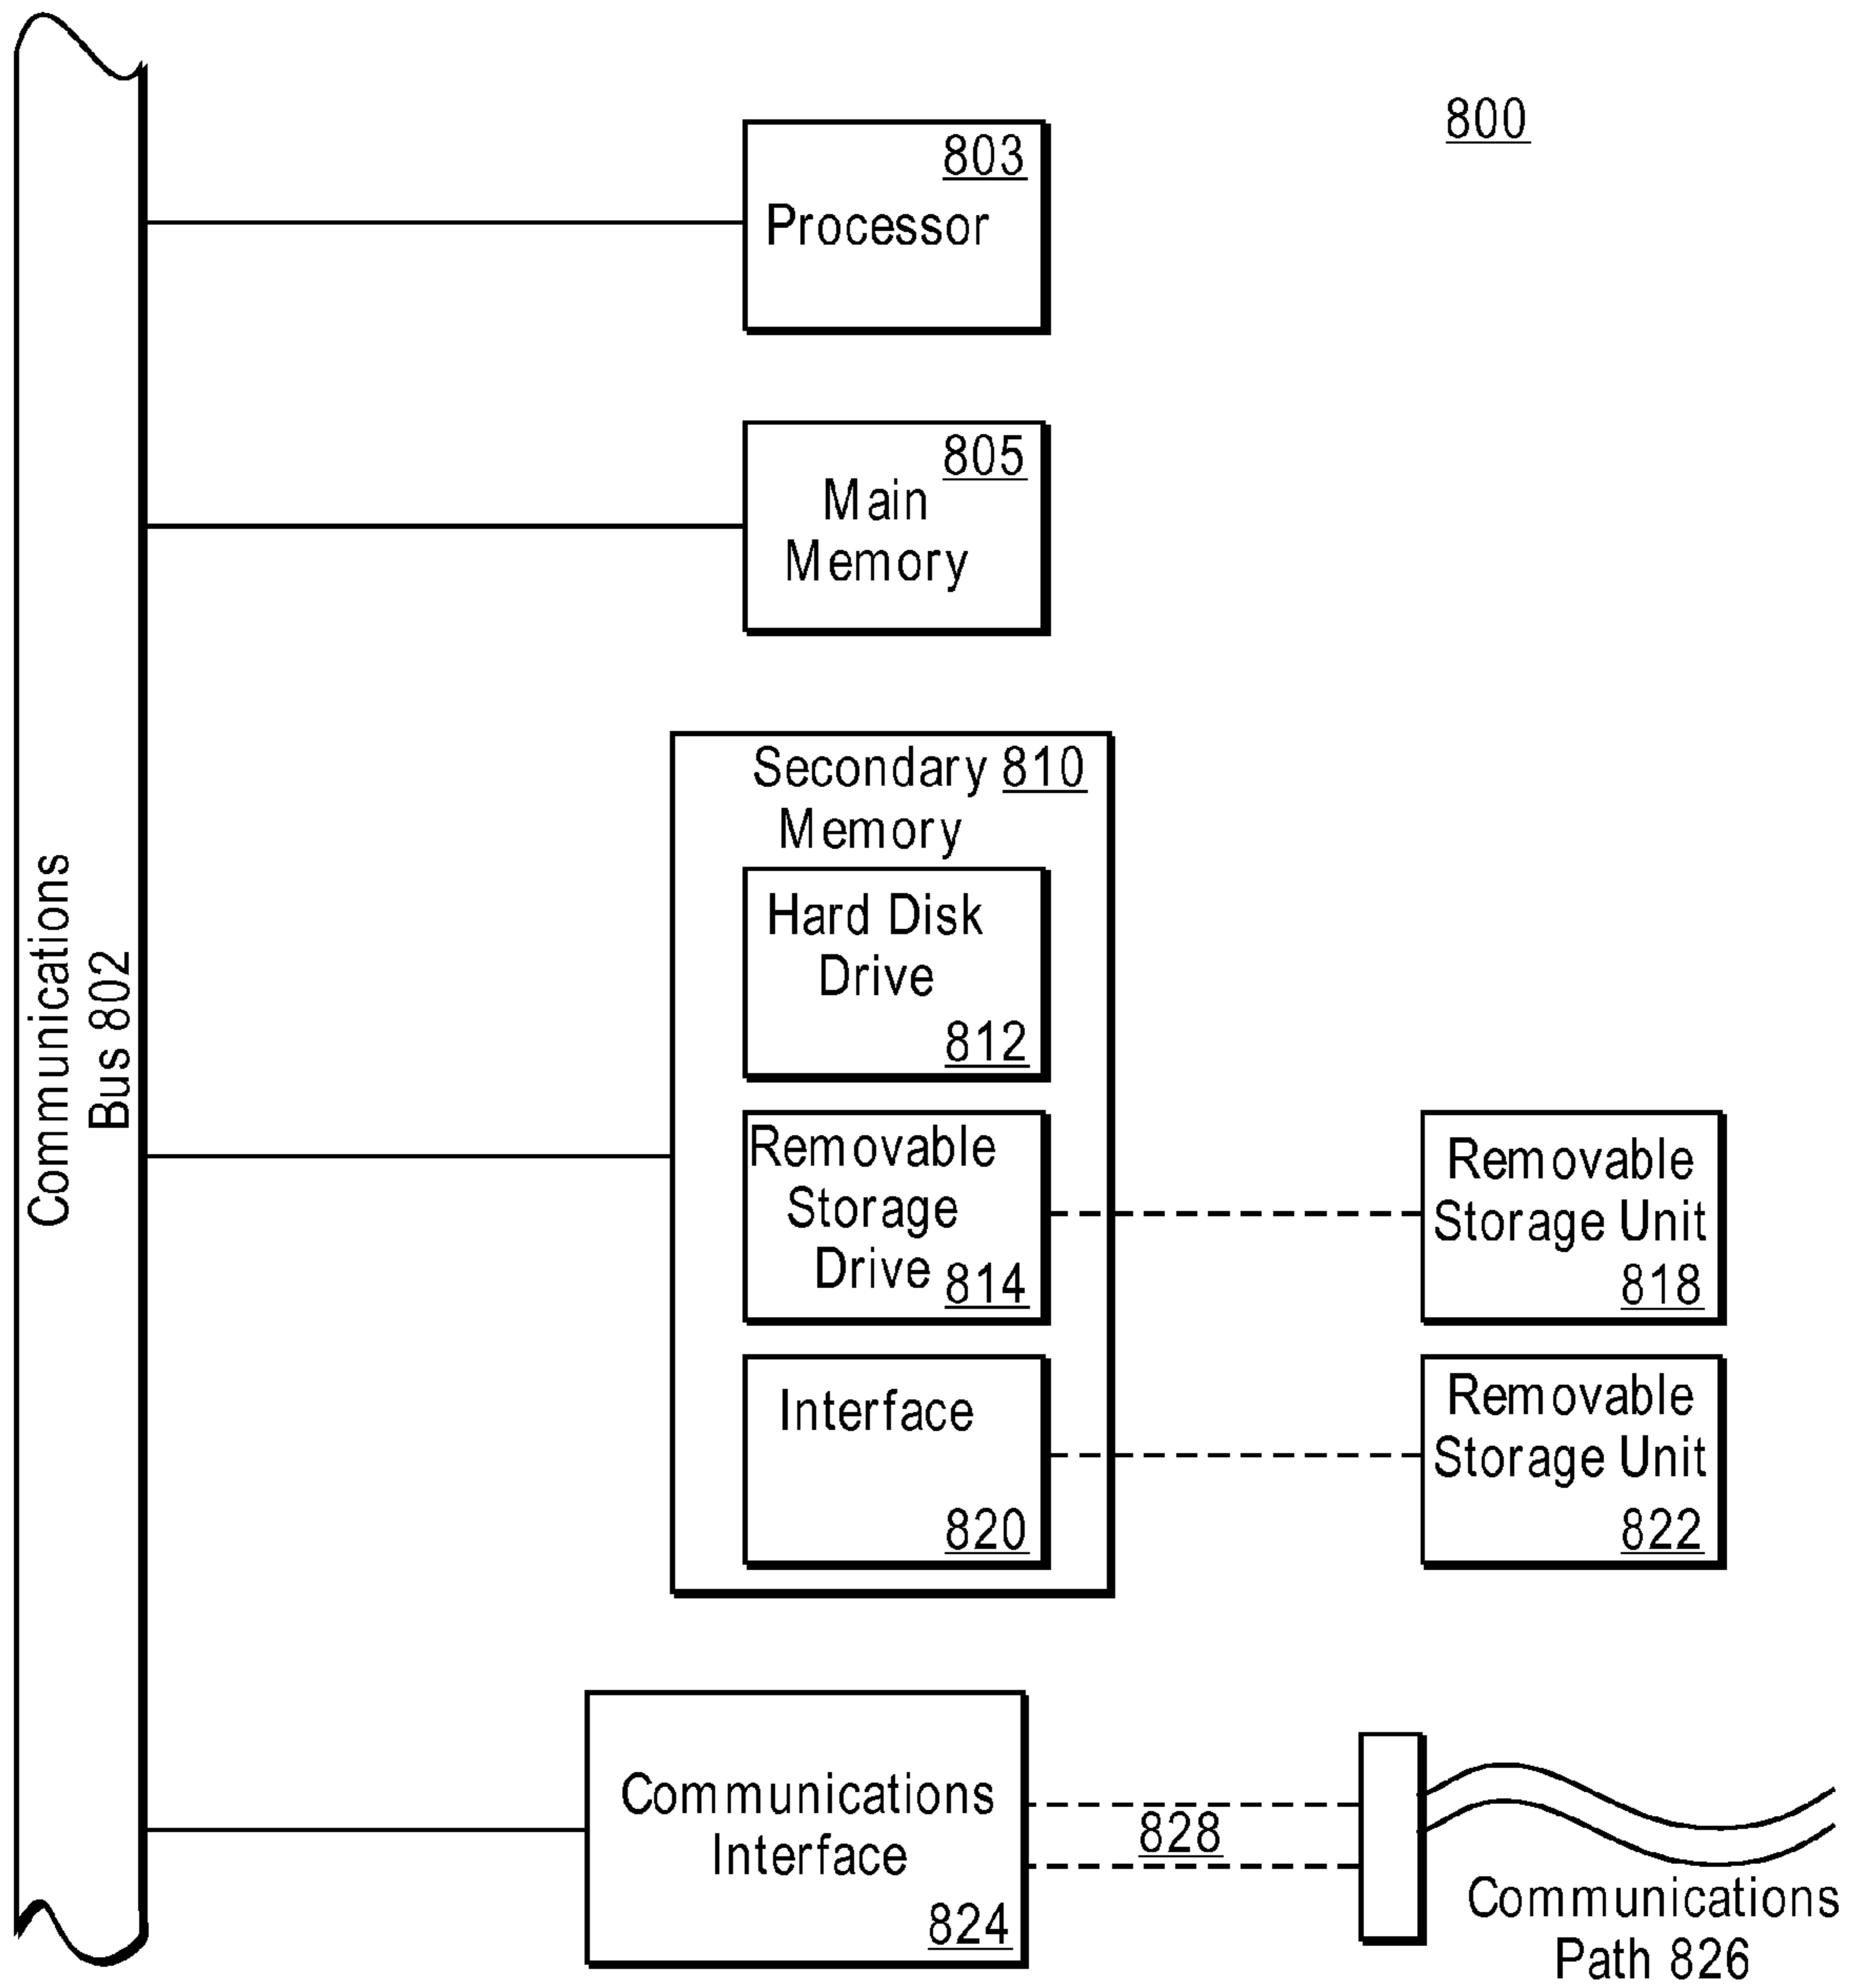 800
803
Processor
805
Main
Memory
Communications
Bus 802
Secondary 810
Memory
Hard Disk
Drive
812
Removable
Storage
Drive 814
Removable
Storage Unit
818
Interface
820
Removable
Storage Unit
822
Communications
Interface
824
828
Communications
Path 826